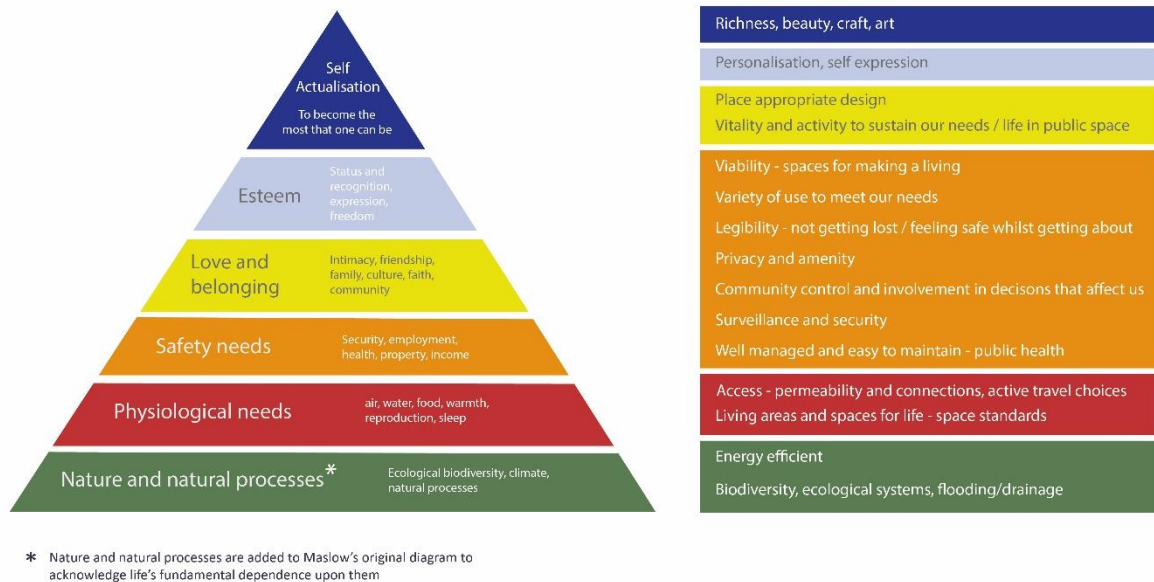 Self
Actualisation
To become the
most that one can be
Esteem
Status and
recognition,
expression,
freedom
Love and
belonging
Intimacy, friendship,
family, culture, faith,
community
Safety needs
Security, employment,
health, property, income
Physiological needs
air, water, food, warmth,
reproduction, sleep
Nature and natural processes*
Ecological biodiversity, climate,
natural processes
* Nature and natural processes are added to Maslow's original diagram to
acknowledge life's fundamental dependence upon them
Richness, beauty, craft, art
Personalisation, self expression
Place appropriate design
Vitality and activity to sustain our needs / life in public space
Viability - spaces for making a living
Variety of use to meet our needs
Legibility - not getting lost / feeling safe whilst getting about
Privacy and amenity
Community control and involvement in decisons that affect us
Surveillance and security
Well managed and easy to maintain - public health
Access - permeability and connections, active travel choices
Living areas and spaces for life - space standards
Energy efficient
Biodiversity, ecological systems, flooding/drainage